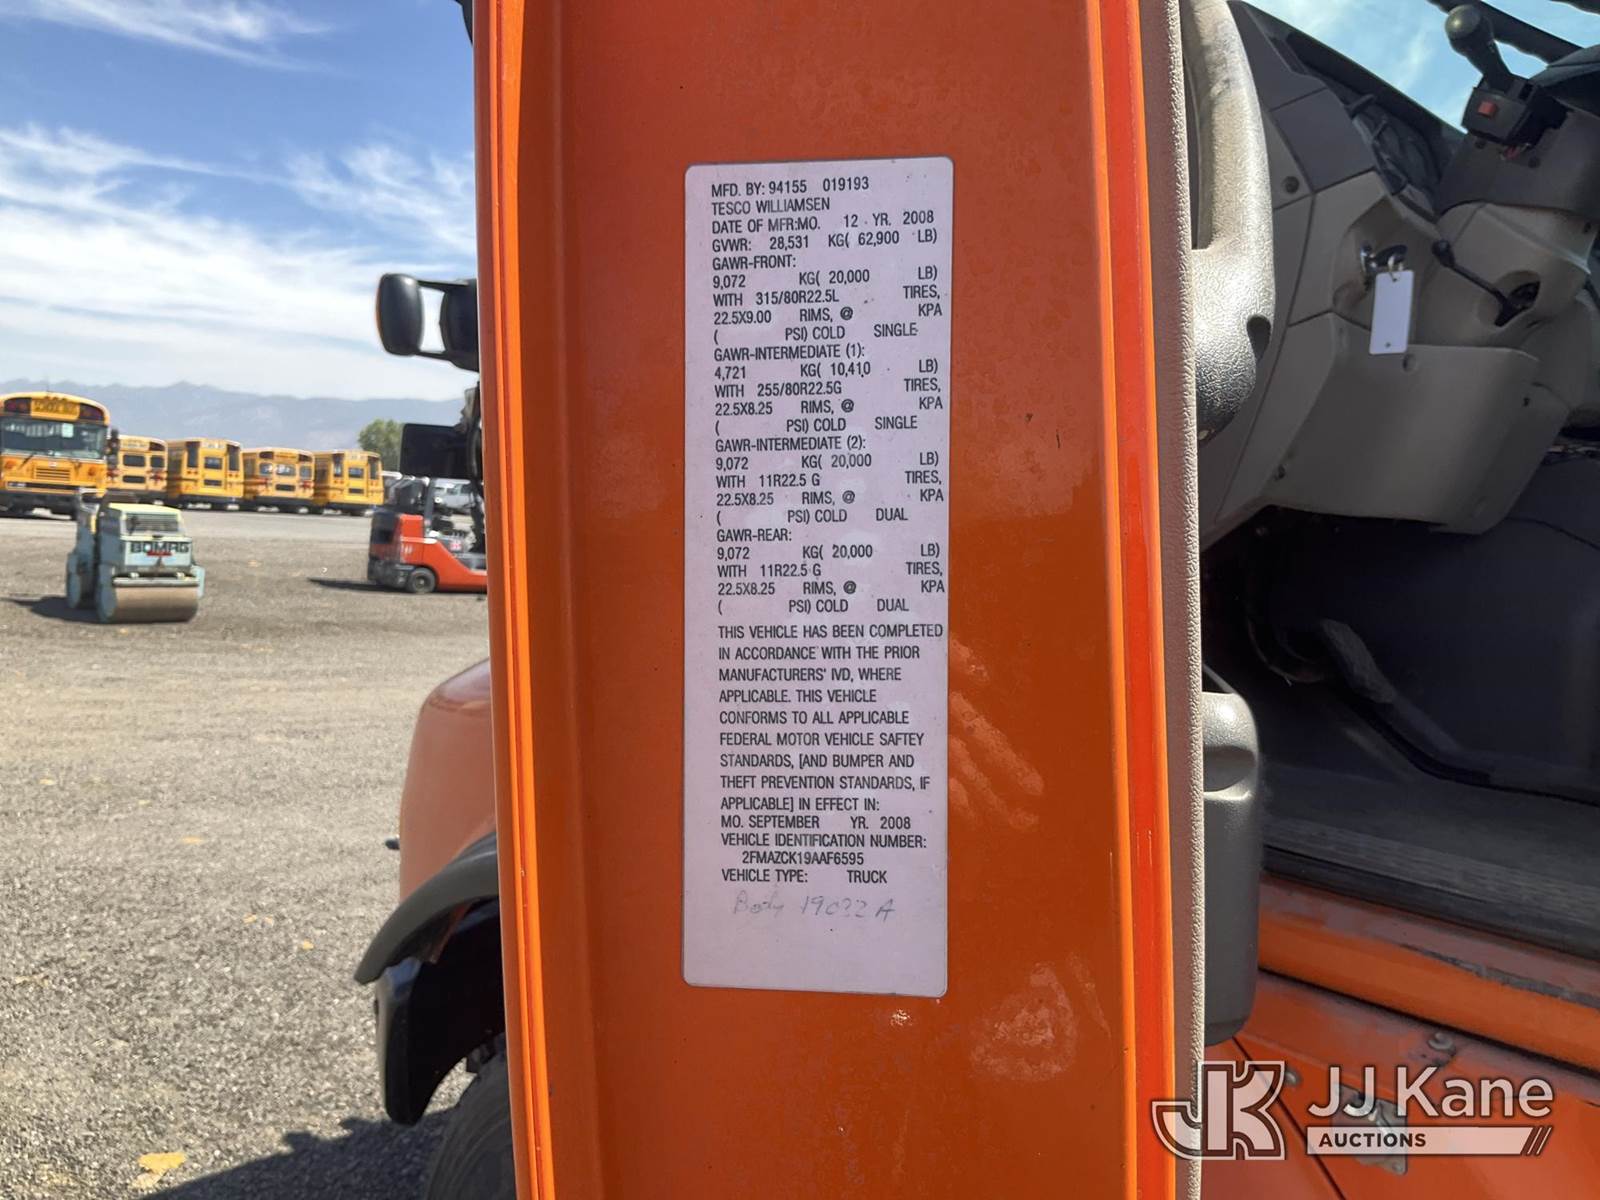 MFD. BY: 94155 019193
TESCO WILLIAMSEN
DATE OF MFR:MO. 12 YR. 2008
GVWR: 28,531 KG( 62,900 LB)
GAWR-FRONT:
9,072 KG( 20,000 LB)
WITH 315/80R22.5L TIRES,
22.5X9.00 RIMS, @ KPA
( PSI) COLD SINGLE
GAWR-INTERMEDIATE (1):
4,721 KG( 10,410 LB)
WITH 255/80R22.5G TIRES,
22.5X8.25 RIMS, @ KPA
( PSI) COLD SINGLE
GAWR-INTERMEDIATE (2):
9,072 KG( 20,000 LB)
WITH 11R22.5 G TIRES,
22.5X8.25 RIMS, @ KPA
( PSI) COLD DUAL
GAWR-REAR:
9,072 KG( 20,000 LB)
WITH 11R22.5 G TIRES,
22.5X8.25 RIMS, @ KPA
( PSI) COLD DUAL
THIS VEHICLE HAS BEEN COMPLETED
IN ACCORDANCE WITH THE PRIOR
MANUFACTURERS' IVD, WHERE
APPLICABLE. THIS VEHICLE
CONFORMS TO ALL APPLICABLE
FEDERAL MOTOR VEHICLE SAFTEY
STANDARDS, [AND BUMPER AND
THEFT PREVENTION STANDARDS, IF
APPLICABLE] IN EFFECT IN:
MO. SEPTEMBER YR. 2008
VEHICLE IDENTIFICATION NUMBER:
2FMAZCK19AAF6595
VEHICLE TYPE: TRUCK
Body
BOMAG
JK JJ Kane
AUCTIONS